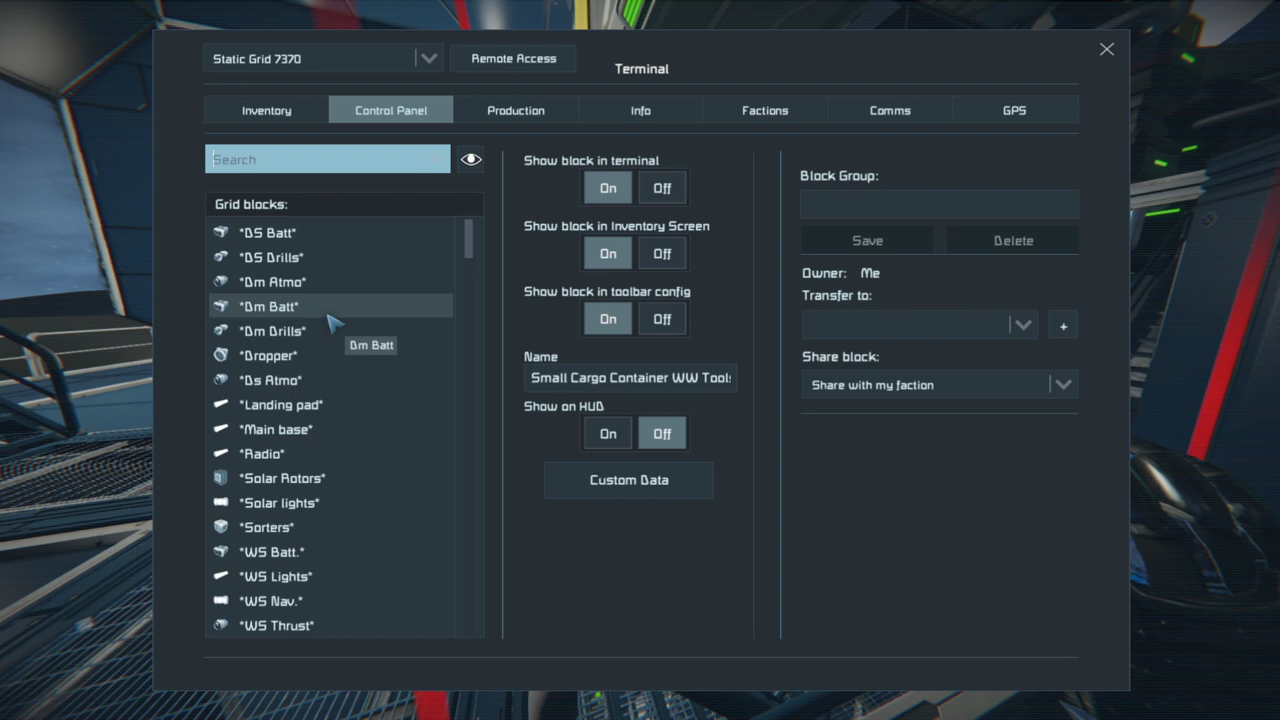 Static Grid 7370
Remote Access
Terminal
Inventory
Control Panel
Production
Info
Factions
Comms
GPS
Search
Grid blocks:
*DS Batt*
*DS Drills*
*Dm Atmo*
*Dm Batt*
*Dm Drills*
Dm Batt
*Dropper*
*Ds Atmo*
*Landing pad*
*Main base*
*Radio*
*Solar Rotors*
*Solar lights*
*Sorters*
*WS Batt.*
*WS Lights*
*WS Nav.*
*WS Thrust*
Show block in terminal
On Off
Show block in Inventory Screen
On Off
Show block in toolbar config
On Off
Name
Small Cargo Container WW Tool
Show on HUD
On Off
Custom Data
Block Group:
Save
Delete
Owner: Me
Transfer to:
+
Share block:
Share with my faction